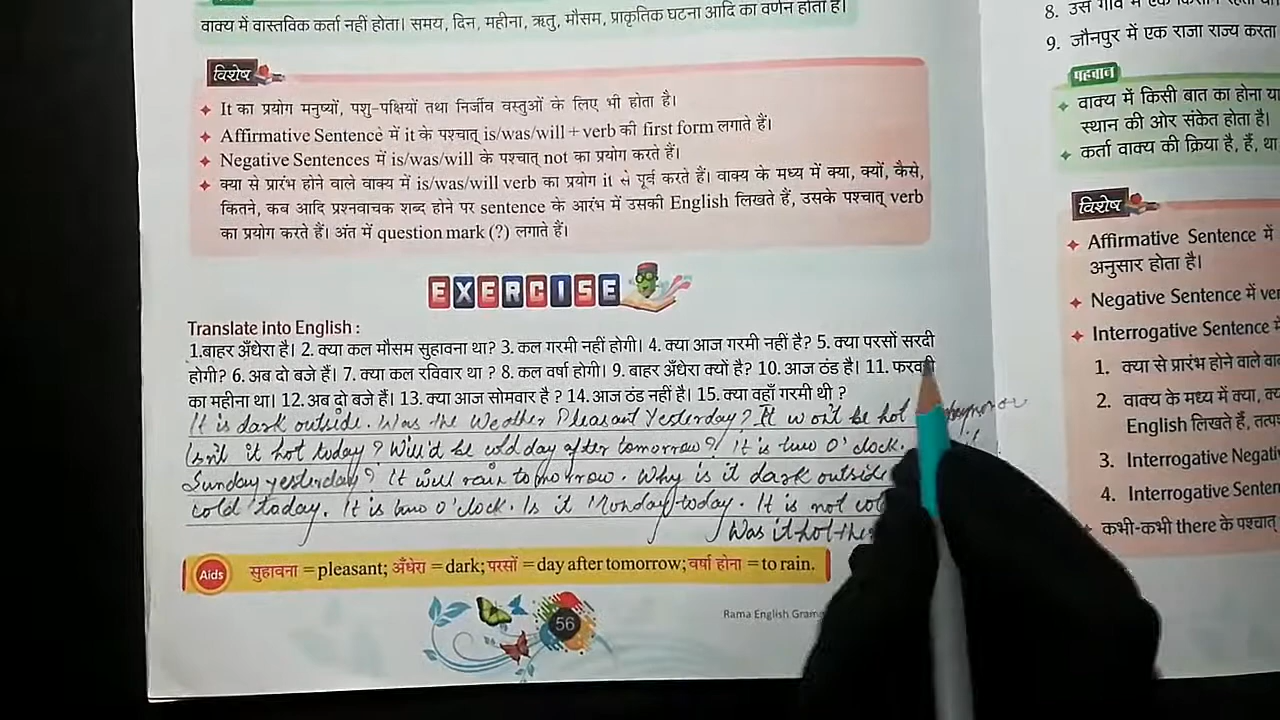 वाक्य में वास्तविक कर्ता नहीं होता। समय, दिन, महीना, ऋतु, मौसम, प्राकृतिक घटना आदि का वर्णन होता है।
विशेष
It का प्रयोग मनुष्यों, पशु-पक्षियों तथा निर्जीव वस्तुओं के लिए भी होता है।
Affirmative Sentence में it के पश्चात् is/was/will + verb की first form लगाते हैं।
Negative Sentences में is/was/will के पश्चात् not का प्रयोग करते हैं।
क्या से प्रारंभ होने वाले वाक्य में is/was/will verb का प्रयोग it से पूर्व करते हैं। वाक्य के मध्य में क्या, क्यों, कैसे,
कितने, कब आदि प्रश्नवाचक शब्द होने पर sentence के आरंभ में उसकी English लिखते हैं, उसके पश्चात् verb
का प्रयोग करते हैं। अंत में question mark (?) लगाते हैं।
EXERCISE
Translate into English :
1.बाहर अँधेरा है। 2. क्या कल मौसम सुहावना था? 3. कल गरमी नहीं होगी। 4. क्या आज गरमी नहीं है? 5. क्या परसों सरदी
होगी? 6. अब दो बजे हैं। 7. क्या कल रविवार था ? 8. कल वर्षा होगी। 9. बाहर अँधेरा क्यों है? 10. आज ठंड है। 11. फरवरी
का महीना था। 12. अब दो बजे हैं। 13. क्या आज सोमवार है ? 14. आज ठंड नहीं है। 15. क्या वहाँ गरमी थी ?
It is dark outside. Was the Weather Pleasant Yesterday? It won't be hot
Isn't it hot today? Will'd be cold day after tomorrow? It is two O'clock.
Sunday yesterday? It will rain tomorrow. Why is it dark outside
cold today. It is two O'clock. Is it Monday today. It is not
Was it hot
Aids सुहावना = pleasant; अँधेरा = dark; परसों = day after tomorrow; वर्षा होना = to rain.
56
Rama English
8. उस गाँव में एक किसान रहता
9. जौनपुर में एक राजा राज्य करता
पहचान
वाक्य में किसी बात का होना या
स्थान की ओर संकेत होता है।
कर्ता वाक्य की क्रिया है, हैं, था
विशेष
Affirmative Sentence में
अनुसार होता है।
Negative Sentence में
Interrogative Sentence में
1. क्या से प्रारंभ होने वाले
2. वाक्य के मध्य में क्या,
English लिखते हैं,
3. Interrogative
4. Interrogative
कभी-कभी there के पश्चात्